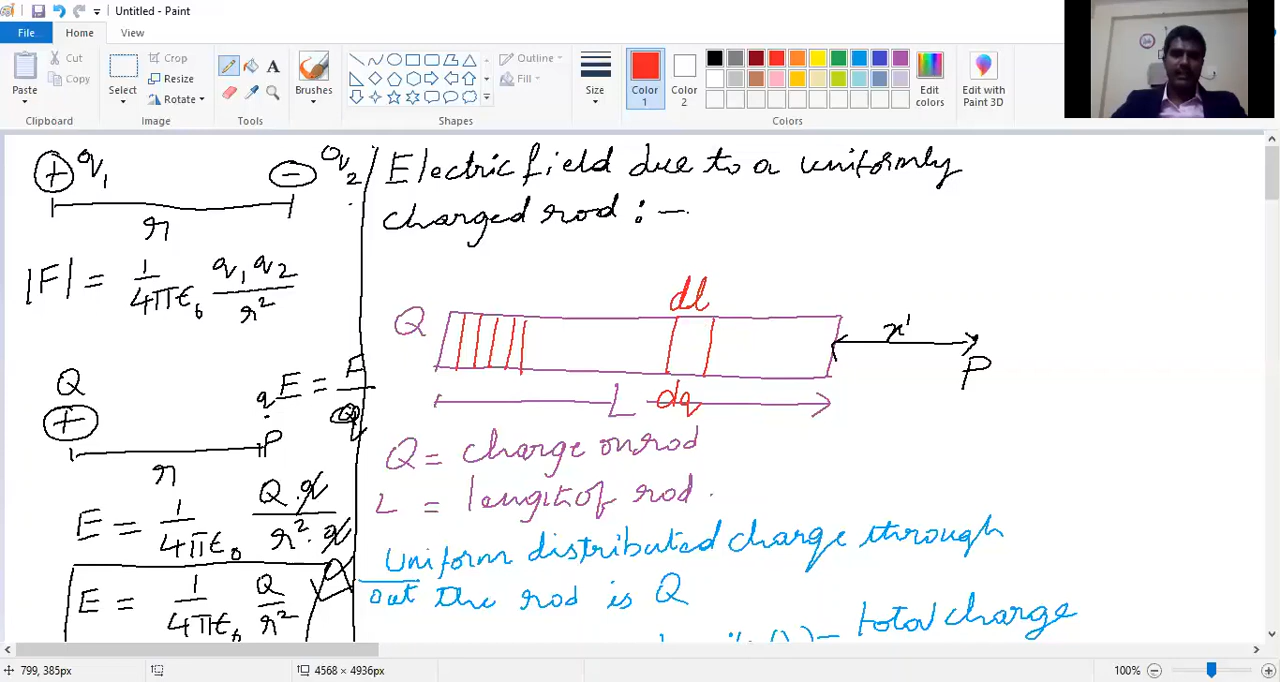 Untitled - Paint
File Home View
Paste Cut Copy
Select Crop Resize Rotate
Brushes
Outline Fill
Size
Color 1
Color 2
Edit colors
Edit with Paint 3D
Clipboard Image Tools Shapes Colors
+ q1 - q2
r
|F| = 1/4πε0 q1q2/r²
Q
+ q
P
r
E = F/q
E = 1/4πε0 Q.q/r².q
E = 1/4πε0 Q/r²
Electric field due to a uniformly
charged rod :-
Q dl x' P
L dq
Q = charge on rod
L = lenght of rod.
Uniform distributed charge through
out the rod is Q
(λ) = total charge
799, 385px 4568 × 4936px 100%